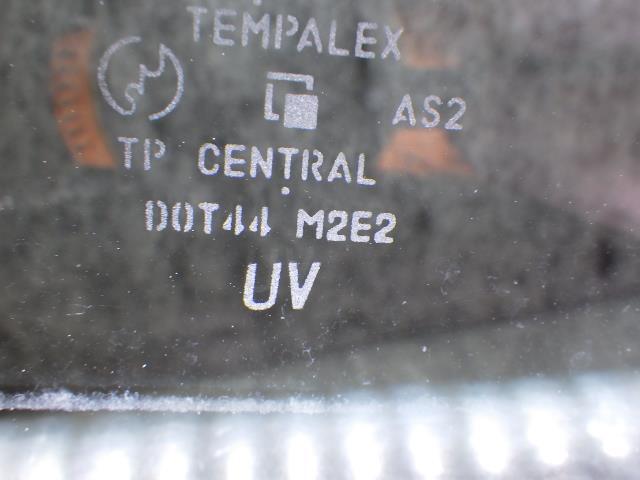 TEMPALEX
AS2
TP CENTRAL
DOT44 M2E2
UV